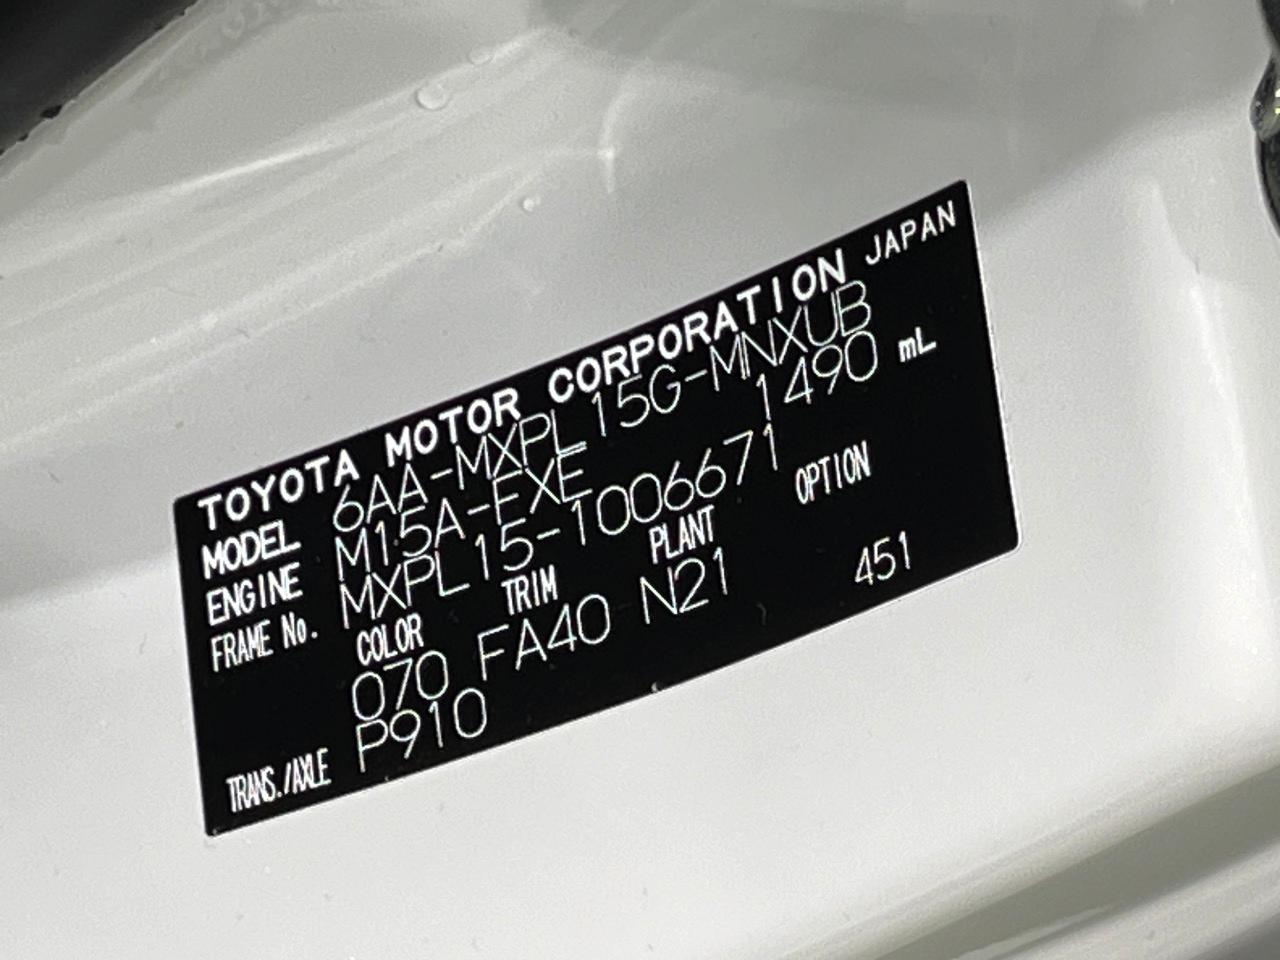 TOYOTA MOTOR CORPORATION JAPAN
MODEL 6AA-MXPL15G-MNXUB
ENGINE M15A-FXE 1490 mL
FRAME No. MXPL15-1006671
COLOR TRIM PLANT OPTION
070 FA40 N21 451
TRANS./AXLE P910